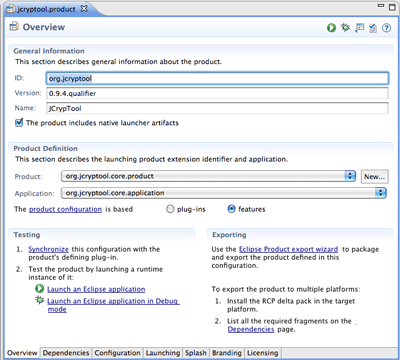 jcryptool.product
Overview
General Information
This section describes general information about the product.
ID: org.jcryptool
Version: 0.9.4.qualifier
Name: JCrypTool
The product includes native launcher artifacts
Product Definition
This section describes the launching product extension identifier and application.
Product: org.jcryptool.core.product New...
Application: org.jcryptool.core.application
The product configuration is based plug-ins features
Testing
1. Synchronize this configuration with the
product's defining plug-in.
2. Test the product by launching a runtime
instance of it:
Launch an Eclipse application
Launch an Eclipse application in Debug
mode
Exporting
Use the Eclipse Product export wizard to package
and export the product defined in this
configuration.
To export the product to multiple platforms:
1. Install the RCP delta pack in the target
platform.
2. List all the required fragments on the
Dependencies page.
Overview Dependencies Configuration Launching Splash Branding Licensing